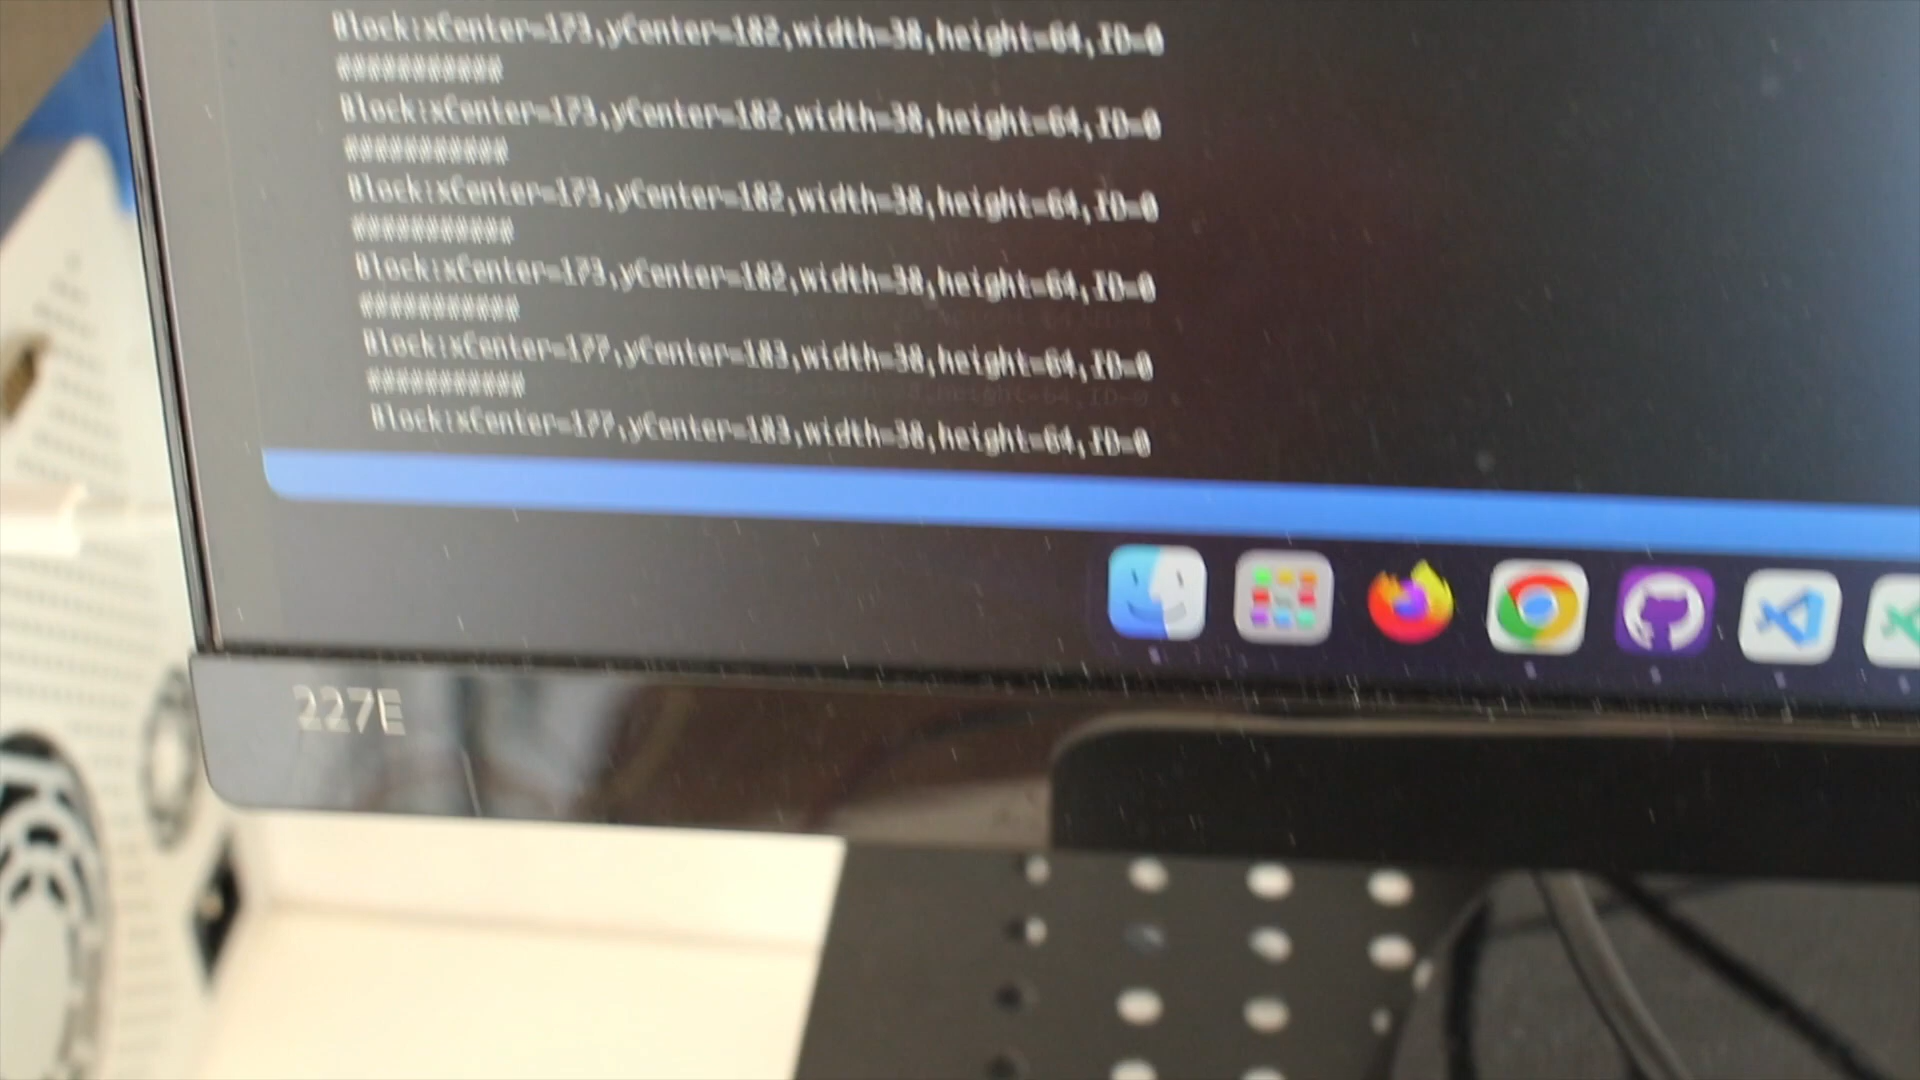 Block:xCenter=173,yCenter=182,width=38,height=64,ID=0
###########
Block:xCenter=173,yCenter=182,width=38,height=64,ID=0
###########
Block:xCenter=173,yCenter=182,width=38,height=64,ID=0
###########
Block:xCenter=173,yCenter=182,width=38,height=64,ID=0
###########
Block:xCenter=177,yCenter=183,width=38,height=64,ID=0
###########
Block:xCenter=177,yCenter=183,width=38,height=64,ID=0
227E